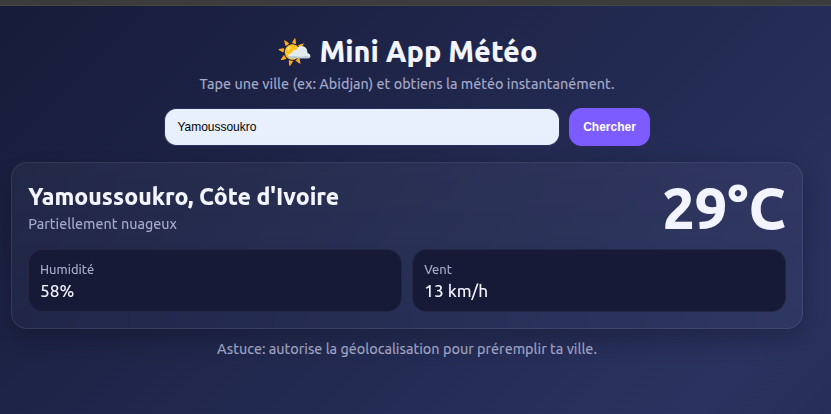 🌤️ Mini App Météo
Tape une ville (ex: Abidjan) et obtiens la météo instantanément.
Yamoussoukro
Chercher
Yamoussoukro, Côte d'Ivoire
29°C
Partiellement nuageux
Humidité
58%
Vent
13 km/h
Astuce: autorise la géolocalisation pour préremplir ta ville.